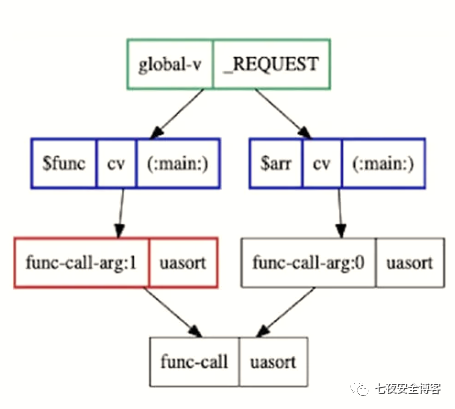 global-v _REQUEST
$func cv (:main:) $arr cv (:main:)
func-call-arg:1 uasort func-call-arg:0 uasort
func-call uasort
七夜安全博客